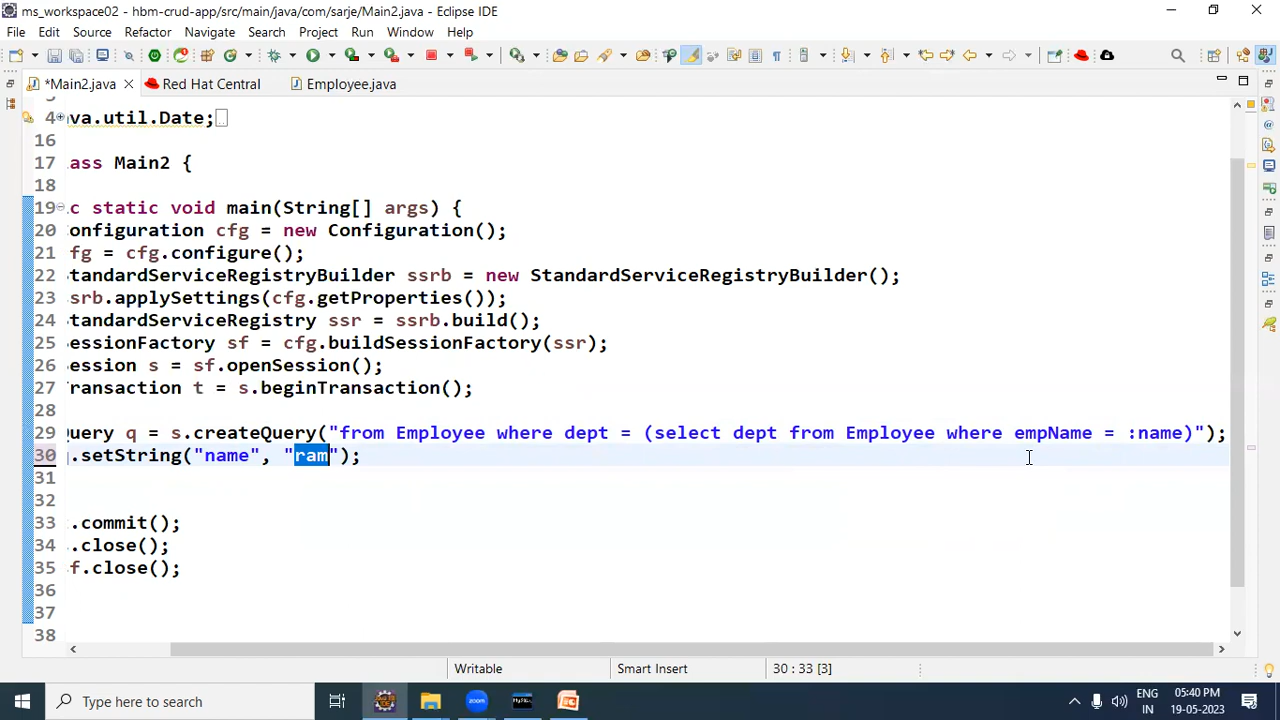 ms_workspace02 - hbm-crud-app/src/main/java/com/sarje/Main2.java - Eclipse IDE
File Edit Source Refactor Navigate Search Project Run Window Help
*Main2.java Red Hat Central Employee.java
4 va.util.Date;
16
17 ass Main2 {
18
19 c static void main(String[] args) {
20 onfiguration cfg = new Configuration();
21 fg = cfg.configure();
22 tandardServiceRegistryBuilder ssrb = new StandardServiceRegistryBuilder();
23 srb.applySettings(cfg.getProperties());
24 tandardServiceRegistry ssr = ssrb.build();
25 essionFactory sf = cfg.buildSessionFactory(ssr);
26 ession s = sf.openSession();
27 ransaction t = s.beginTransaction();
28
29 uery q = s.createQuery("from Employee where dept = (select dept from Employee where empName = :name)");
30 .setString("name", "ram");
31
32
33 .commit();
34 .close();
35 f.close();
36
37
38
Writable Smart Insert 30 : 33 [3]
Type here to search
ENG 05:40 PM
IN 19-05-2023